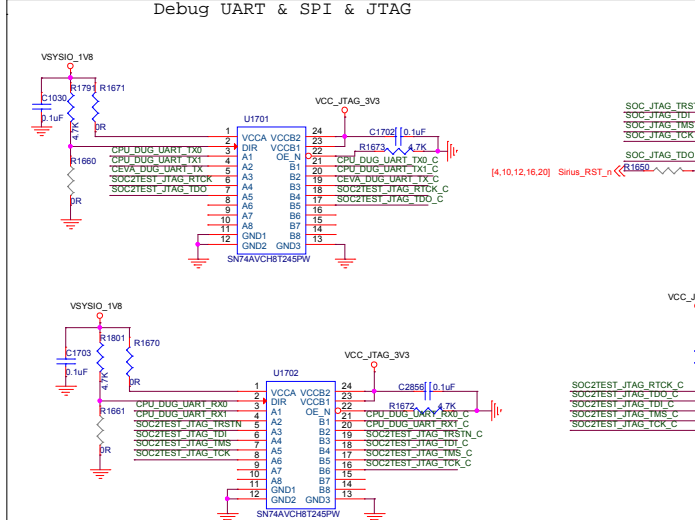 Debug UART & SPI & JTAG
VSYSIO_1V8
R1791
R1671
C1030
0.1uF
4.7K
0R
R1660
0R
U1701
VCC_JTAG_3V3
C1702 0.1uF
R1673 4.7K
1 VCCA VCCB2 24
2 DIR VCCB1 23
CPU_DUG_UART_TX0 3 A1 OE_N 22
CPU_DUG_UART_TX1 4 A2 B1 21 CPU_DUG_UART_TX0_C
CEVA_DUG_UART_TX 5 A3 B2 20 CPU_DUG_UART_TX1_C
SOC2TEST_JTAG_RTCK 6 A4 B3 19 CEVA_DUG_UART_TX_C
SOC2TEST_JTAG_TDO 7 A5 B4 18 SOC2TEST_JTAG_RTCK_C
8 A6 B5 17 SOC2TEST_JTAG_TDO_C
9 A7 B6 16
10 A8 B7 15
11 GND1 B8 14
12 GND2 GND3 13
SN74AVCH8T245PW
SOC_JTAG_TRST
SOC_JTAG_TDI
SOC_JTAG_TMS
SOC_JTAG_TCK
SOC_JTAG_TDO
R1650
[4,10,12,16,20] Sirius_RST_n
VSYSIO_1V8
R1801
R1670
C1703
0.1uF
4.7K
0R
R1661
0R
U1702
VCC_JTAG_3V3
C2856 0.1uF
R1672 4.7K
1 VCCA VCCB2 24
2 DIR VCCB1 23
CPU_DUG_UART_RX0 3 A1 OE_N 22
CPU_DUG_UART_RX1 4 A2 B1 21 CPU_DUG_UART_RX0_C
SOC2TEST_JTAG_TRSTN 5 A3 B2 20 CPU_DUG_UART_RX1_C
SOC2TEST_JTAG_TDI 6 A4 B3 19 SOC2TEST_JTAG_TRSTN_C
SOC2TEST_JTAG_TMS 7 A5 B4 18 SOC2TEST_JTAG_TDI_C
SOC2TEST_JTAG_TCK 8 A6 B5 17 SOC2TEST_JTAG_TMS_C
9 A7 B6 16 SOC2TEST_JTAG_TCK_C
10 A8 B7 15
11 GND1 B8 14
12 GND2 GND3 13
SN74AVCH8T245PW
VCC_J
SOC2TEST_JTAG_RTCK_C
SOC2TEST_JTAG_TDO_C
SOC2TEST_JTAG_TDI_C
SOC2TEST_JTAG_TMS_C
SOC2TEST_JTAG_TCK_C